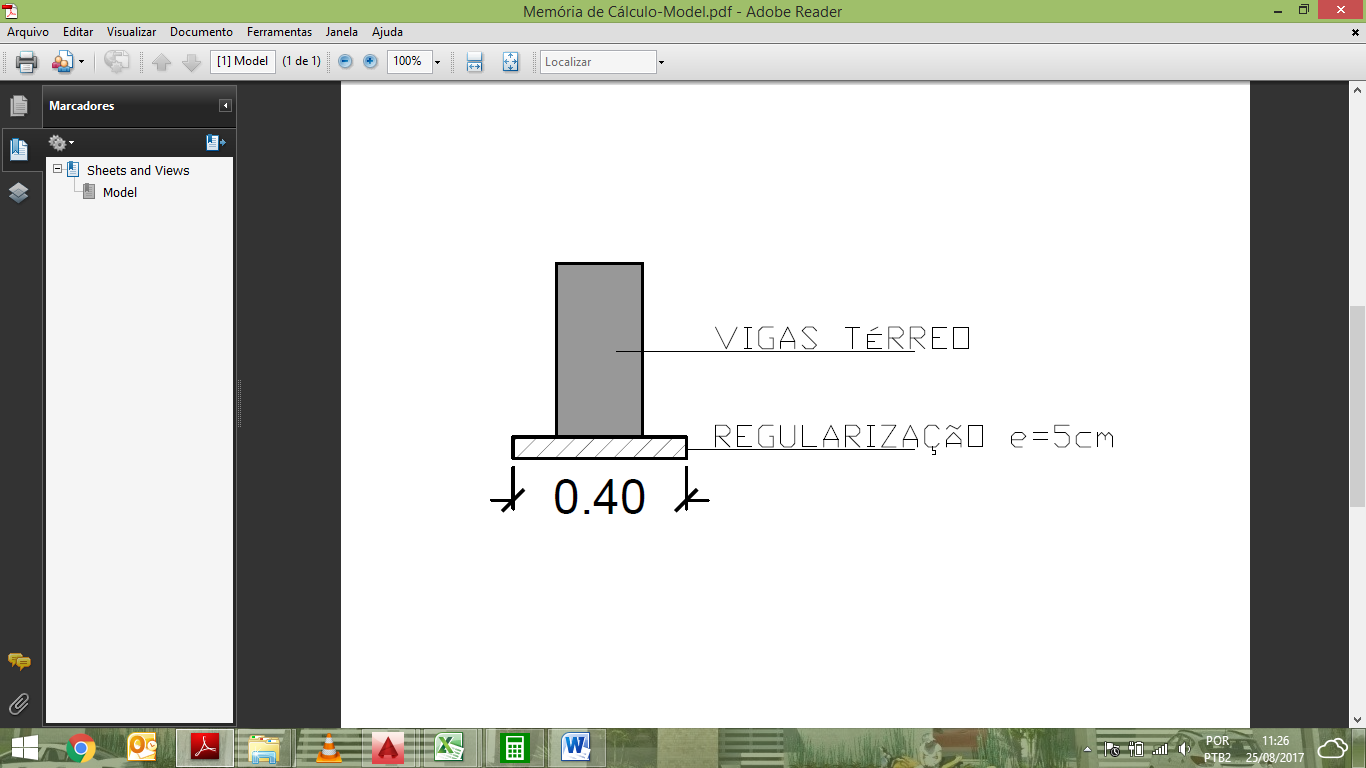 Memória de Cálculo-Model.pdf - Adobe Reader
Arquivo Editar Visualizar Documento Ferramentas Janela Ajuda
[1] Model (1 de 1) 100% Localizar
Marcadores
Sheets and Views
Model
VIGAS TéRREO
REGULARIZAÇãO e=5cm
0.40
POR 11:26
PTB2 25/08/2017